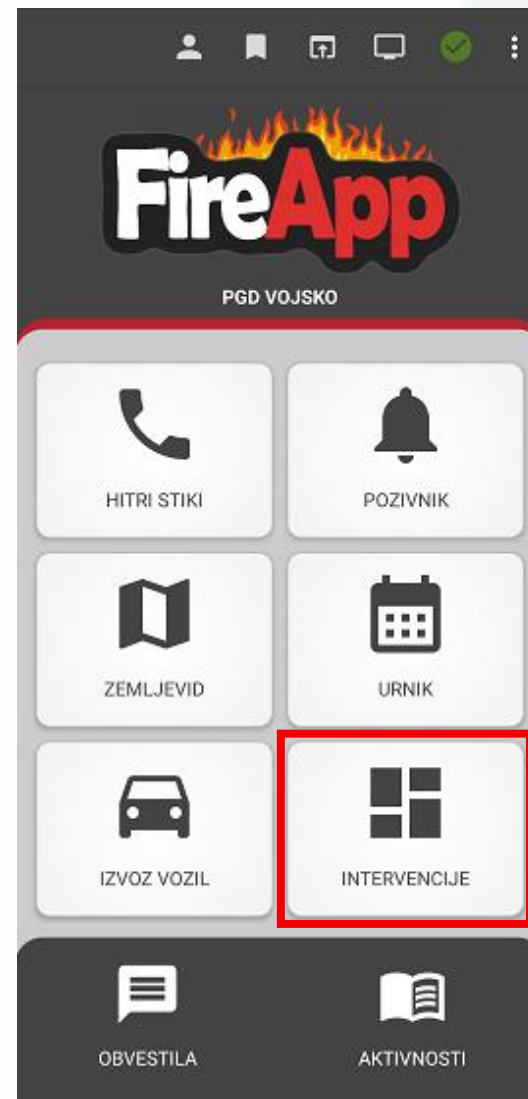 FireApp
PGD VOJSKO
HITRI STIKI
POZIVNIK
ZEMLJEVID
URNIK
IZVOZ VOZIL
INTERVENCIJE
OBVESTILA
AKTIVNOSTI